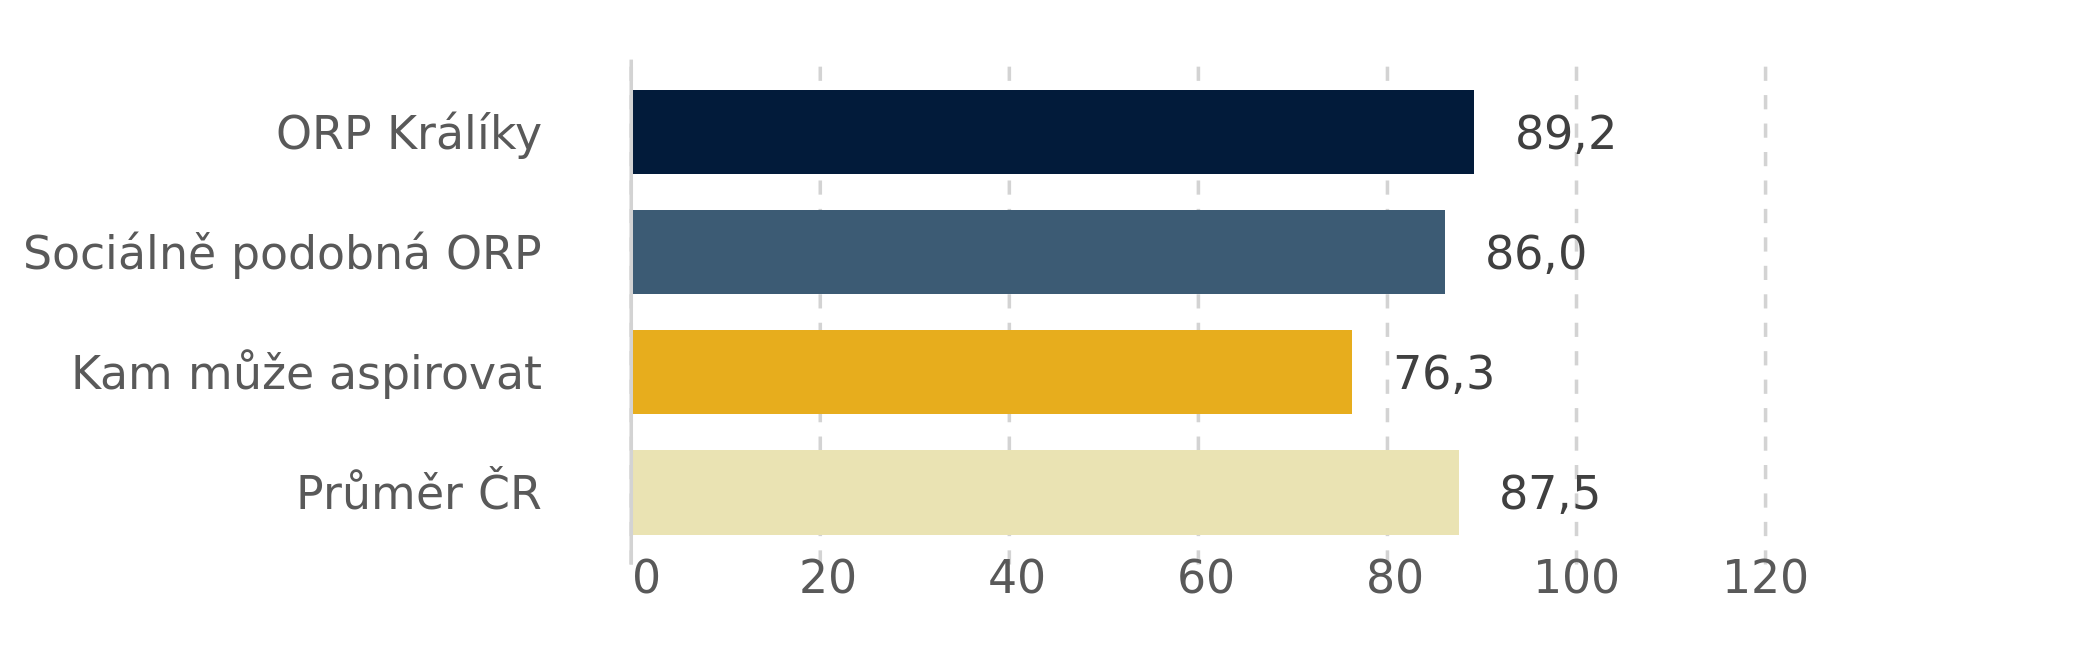 ORP Králíky
89,2
Sociálně podobná ORP
86,0
Kam může aspirovat
76,3
Průměr ČR
87,5
0 20 40 60 80 100 120